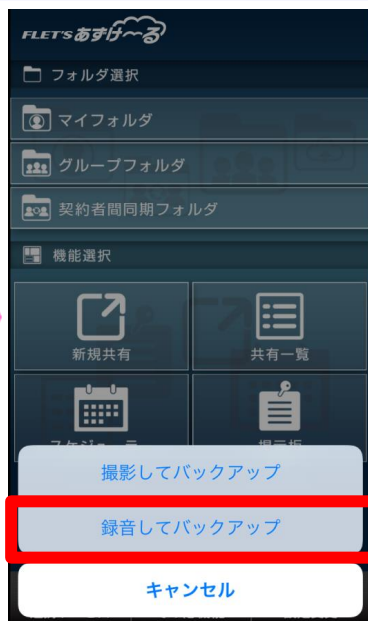 FLET'S あずけ〜る
フォルダ選択
マイフォルダ
グループフォルダ
契約者間同期フォルダ
機能選択
新規共有
共有一覧
撮影してバックアップ
録音してバックアップ
キャンセル